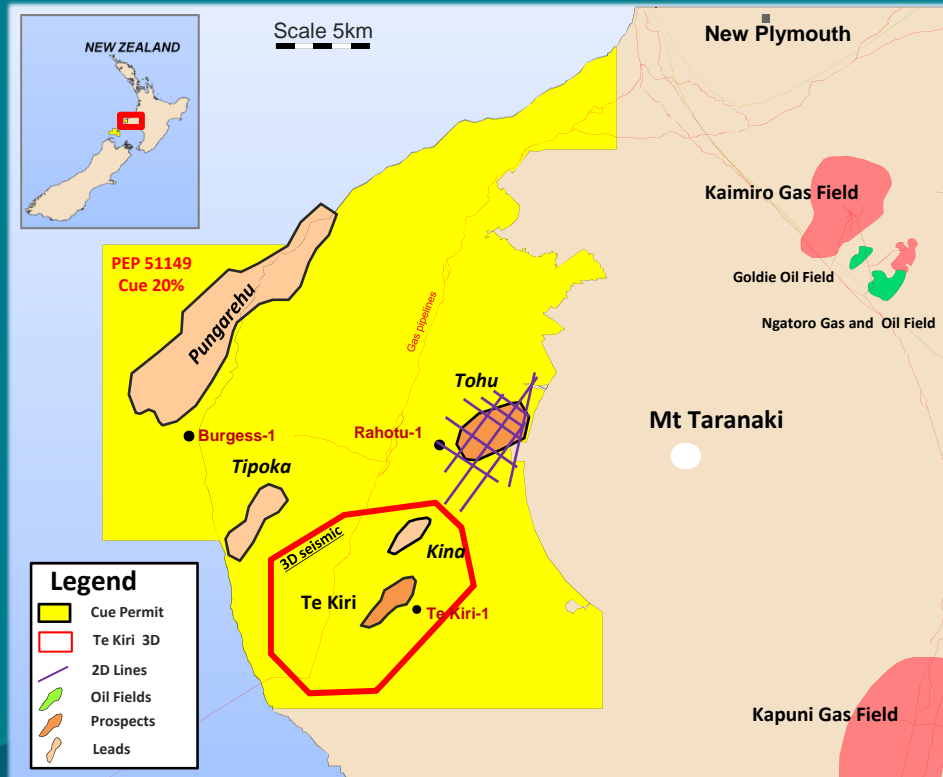 Scale 5km
NEW ZEALAND
New Plymouth
Kaimiro Gas Field
PEP 51149
Cue 20%
Goldie Oil Field
Pungarehu
Gas pipelines
Ngatoro Gas and Oil Field
Tohu
Mt Taranaki
Burgess-1
Rahotu-1
Tipoka
3D seismic
Kina
Te Kiri
Te Kiri-1
Legend
Cue Permit
Te Kiri 3D
2D Lines
Oil Fields
Prospects
Leads
Kapuni Gas Field